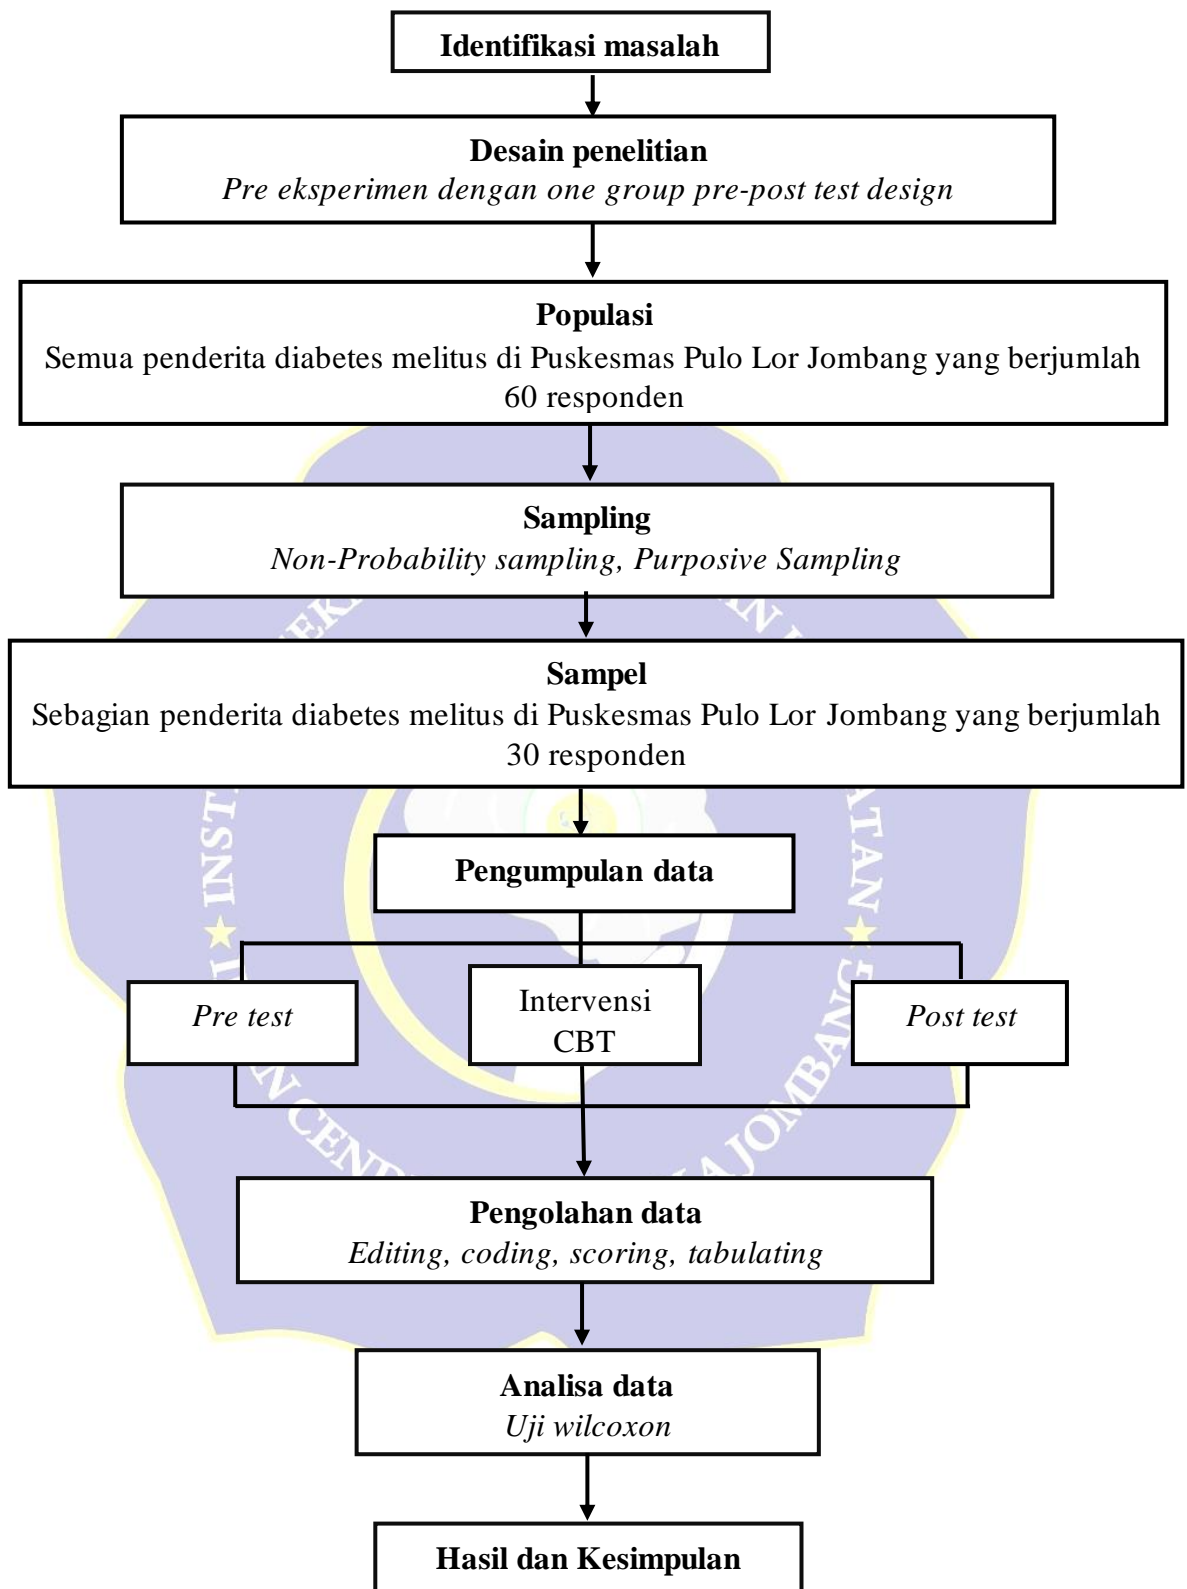 Identifikasi masalah
Desain penelitian
Pre eksperimen dengan one group pre-post test design
Populasi
Semua penderita diabetes melitus di Puskesmas Pulo Lor Jombang yang berjumlah
60 responden
Sampling
Non-Probability sampling, Purposive Sampling
Sampel
Sebagian penderita diabetes melitus di Puskesmas Pulo Lor Jombang yang berjumlah
30 responden
Pengumpulan data
Pre test
Intervensi
CBT
Post test
Pengolahan data
Editing, coding, scoring, tabulating
Analisa data
Uji wilcoxon
Hasil dan Kesimpulan